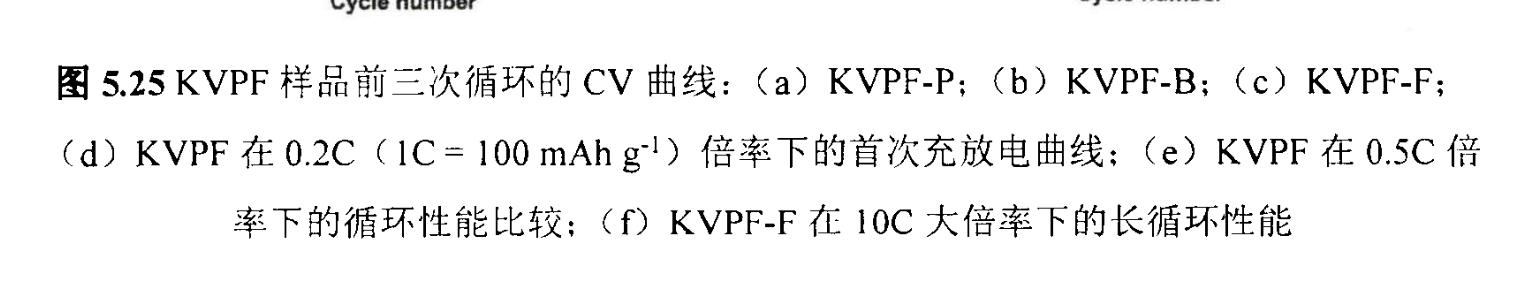 Cycle number
图 5.25 KVPF 样品前三次循环的 CV 曲线：（a）KVPF-P；（b）KVPF-B；（c）KVPF-F；
（d）KVPF 在 0.2C（1C = 100 mAh g⁻¹）倍率下的首次充放电曲线；（e）KVPF 在 0.5C 倍
率下的循环性能比较；（f）KVPF-F 在 10C 大倍率下的长循环性能